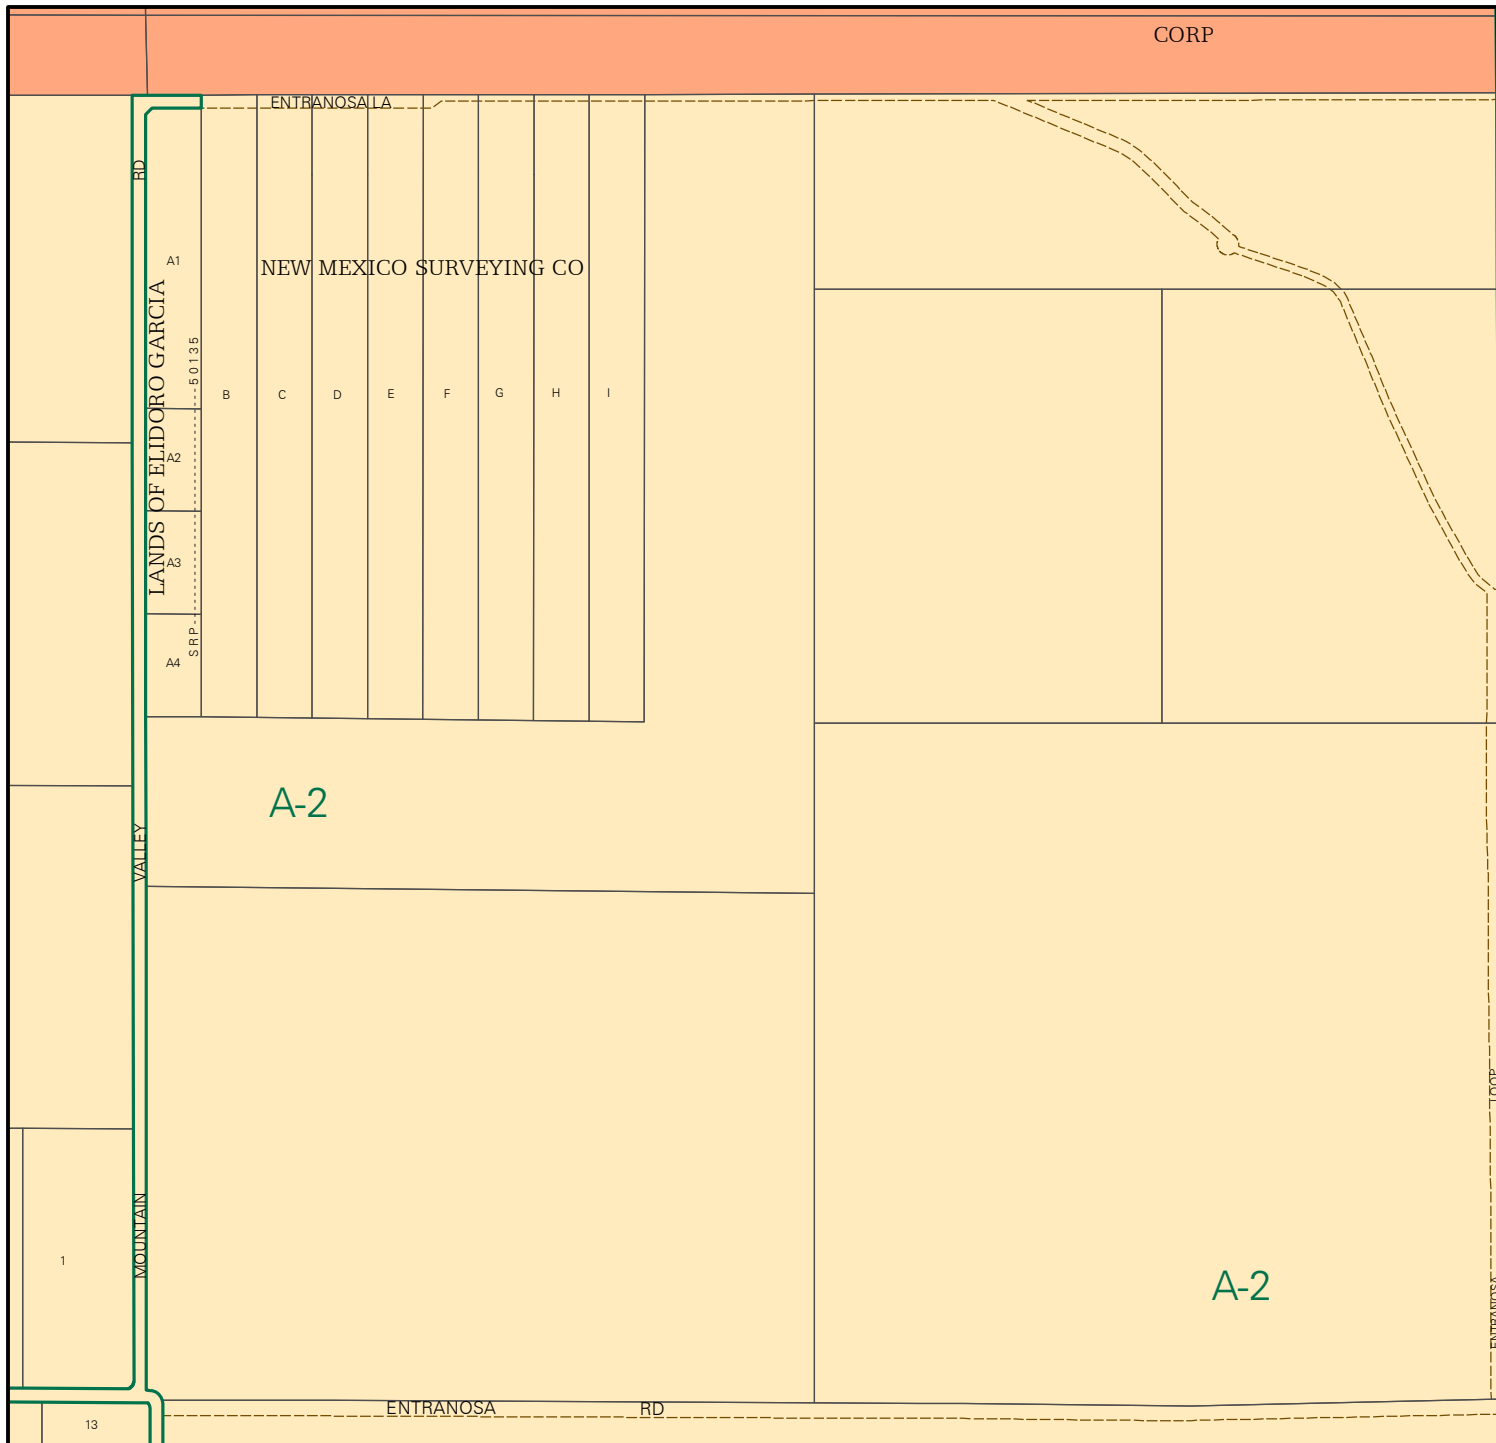 CORP
ENTRANOSA LA
RD
A1
NEW MEXICO SURVEYING CO
LANDS OF ELIDORO GARCIA
50135
B
C
D
E
F
G
H
I
A2
A3
SRP
A4
A-2
VALLEY
LOOP
MOUNTAIN
1
A-2
ENTRANOSA
ENTRANOSA RD
13